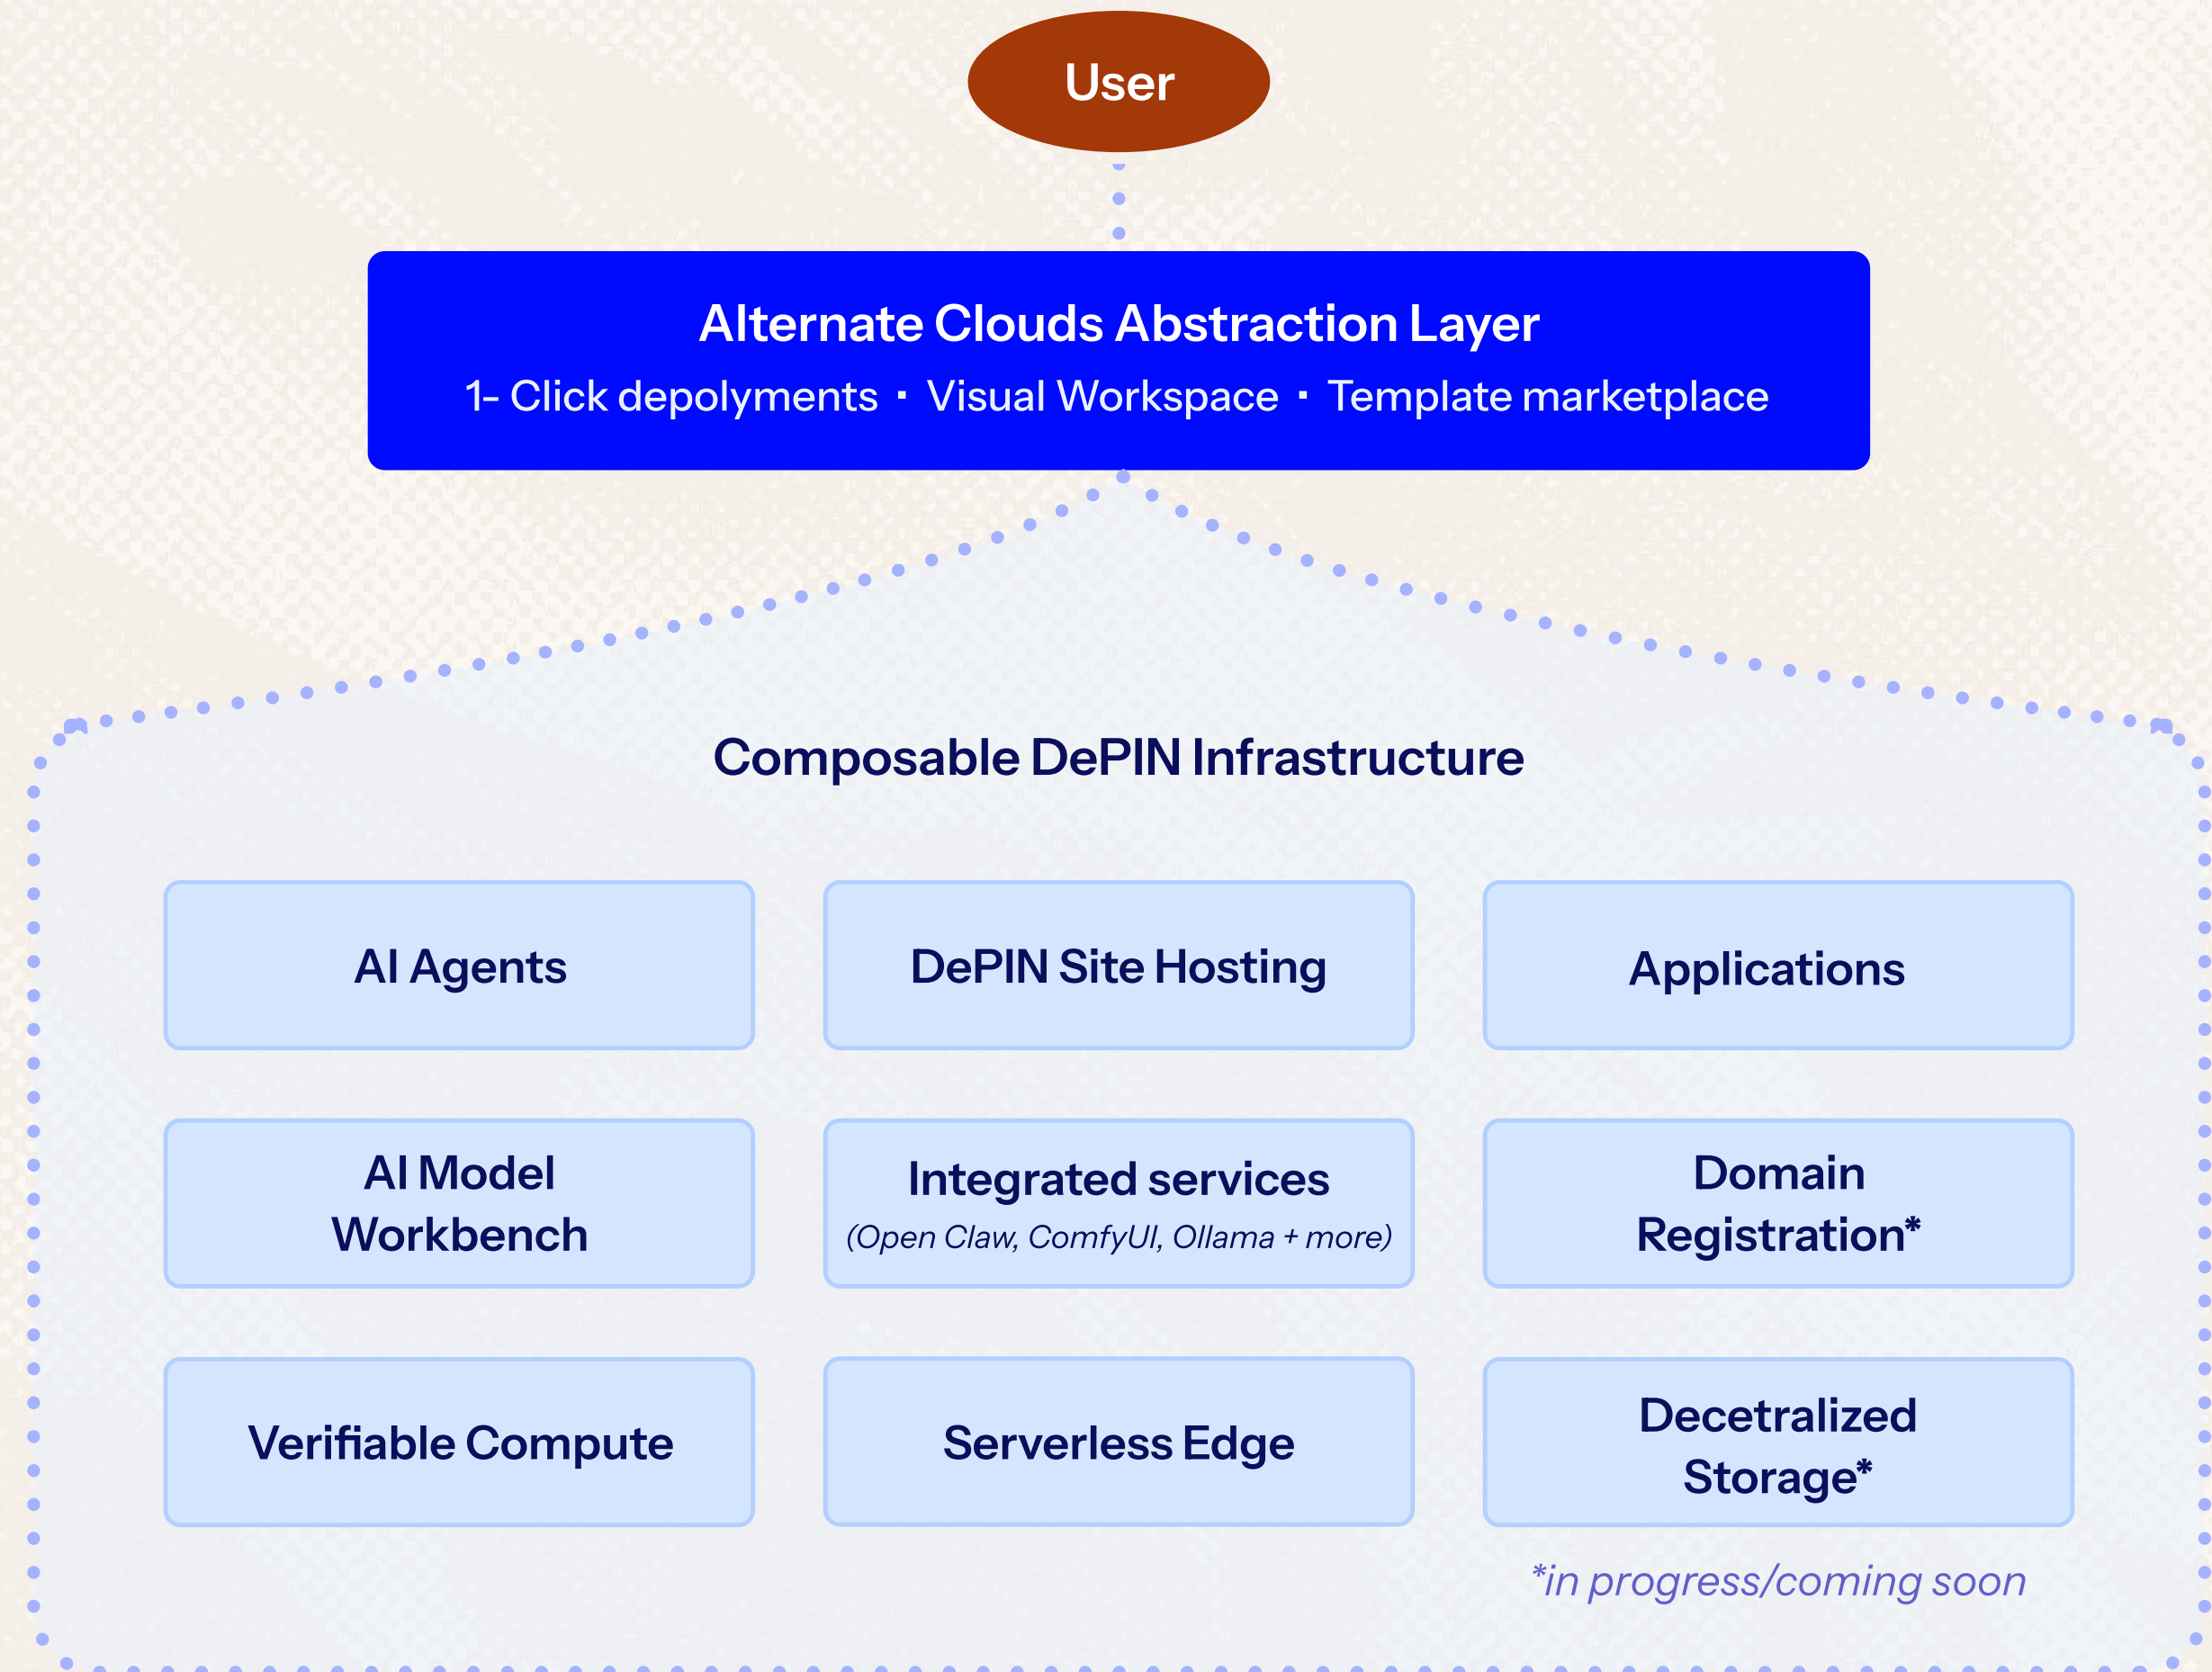 User
Alternate Clouds Abstraction Layer
1- Click depolyments · Visual Workspace · Template marketplace
Composable DePIN Infrastructure
AI Agents
DePIN Site Hosting
Applications
AI Model
Workbench
Integrated services
(Open Claw, ComfyUI, Ollama + more)
Domain
Registration*
Verifiable Compute
Serverless Edge
Decetralized
Storage*
*in progress/coming soon